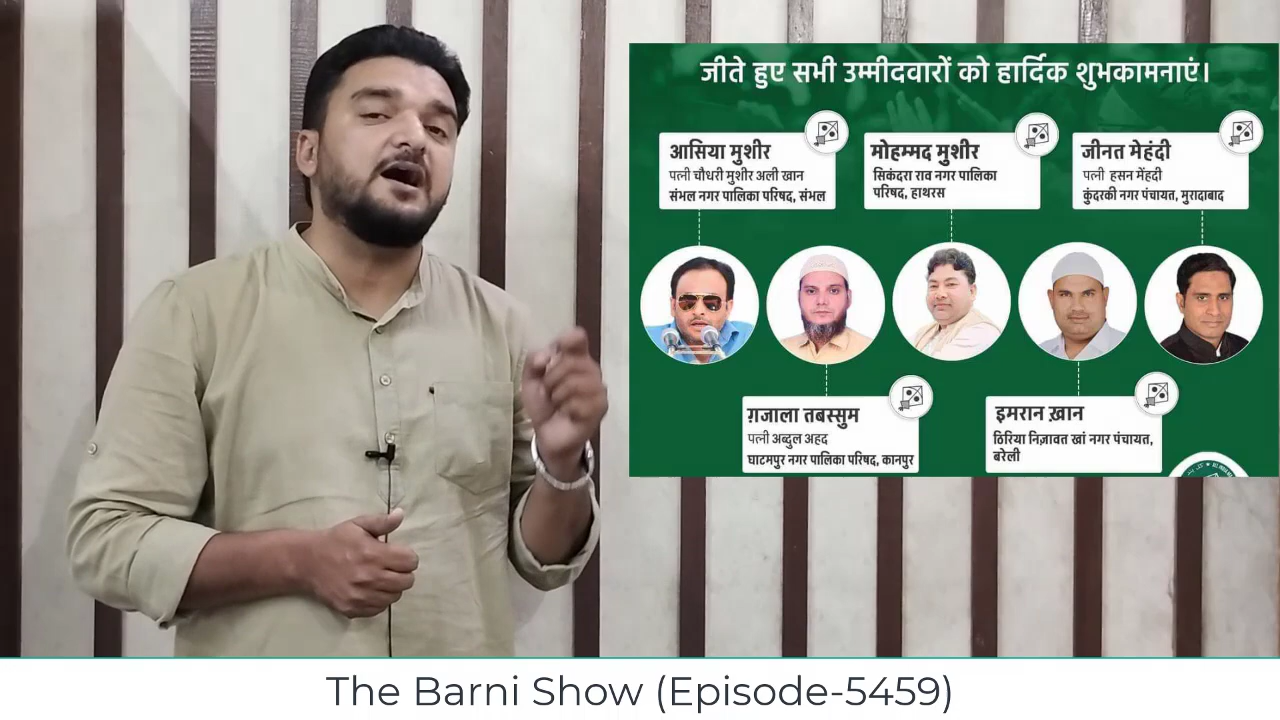 जीते हुए सभी उम्मीदवारों को हार्दिक शुभकामनाएं।
आसिया मुशीर
पत्नी चौधरी मुशीर अली खान
संभल नगर पालिका परिषद, संभल
मोहम्मद मुशीर
सिकंदरा राव नगर पालिका
परिषद, हाथरस
जीनत मेहंदी
पत्नी हसन मेंहदी
कुंदरकी नगर पंचायत, मुरादाबाद
ग़जाला तबस्सुम
पत्नी अब्दुल अहद
घाटमपुर नगर पालिका परिषद, कानपुर
इमरान ख़ान
ठिरिया निज़ावत खां नगर पंचायत,
बरेली
The Barni Show (Episode-5459)